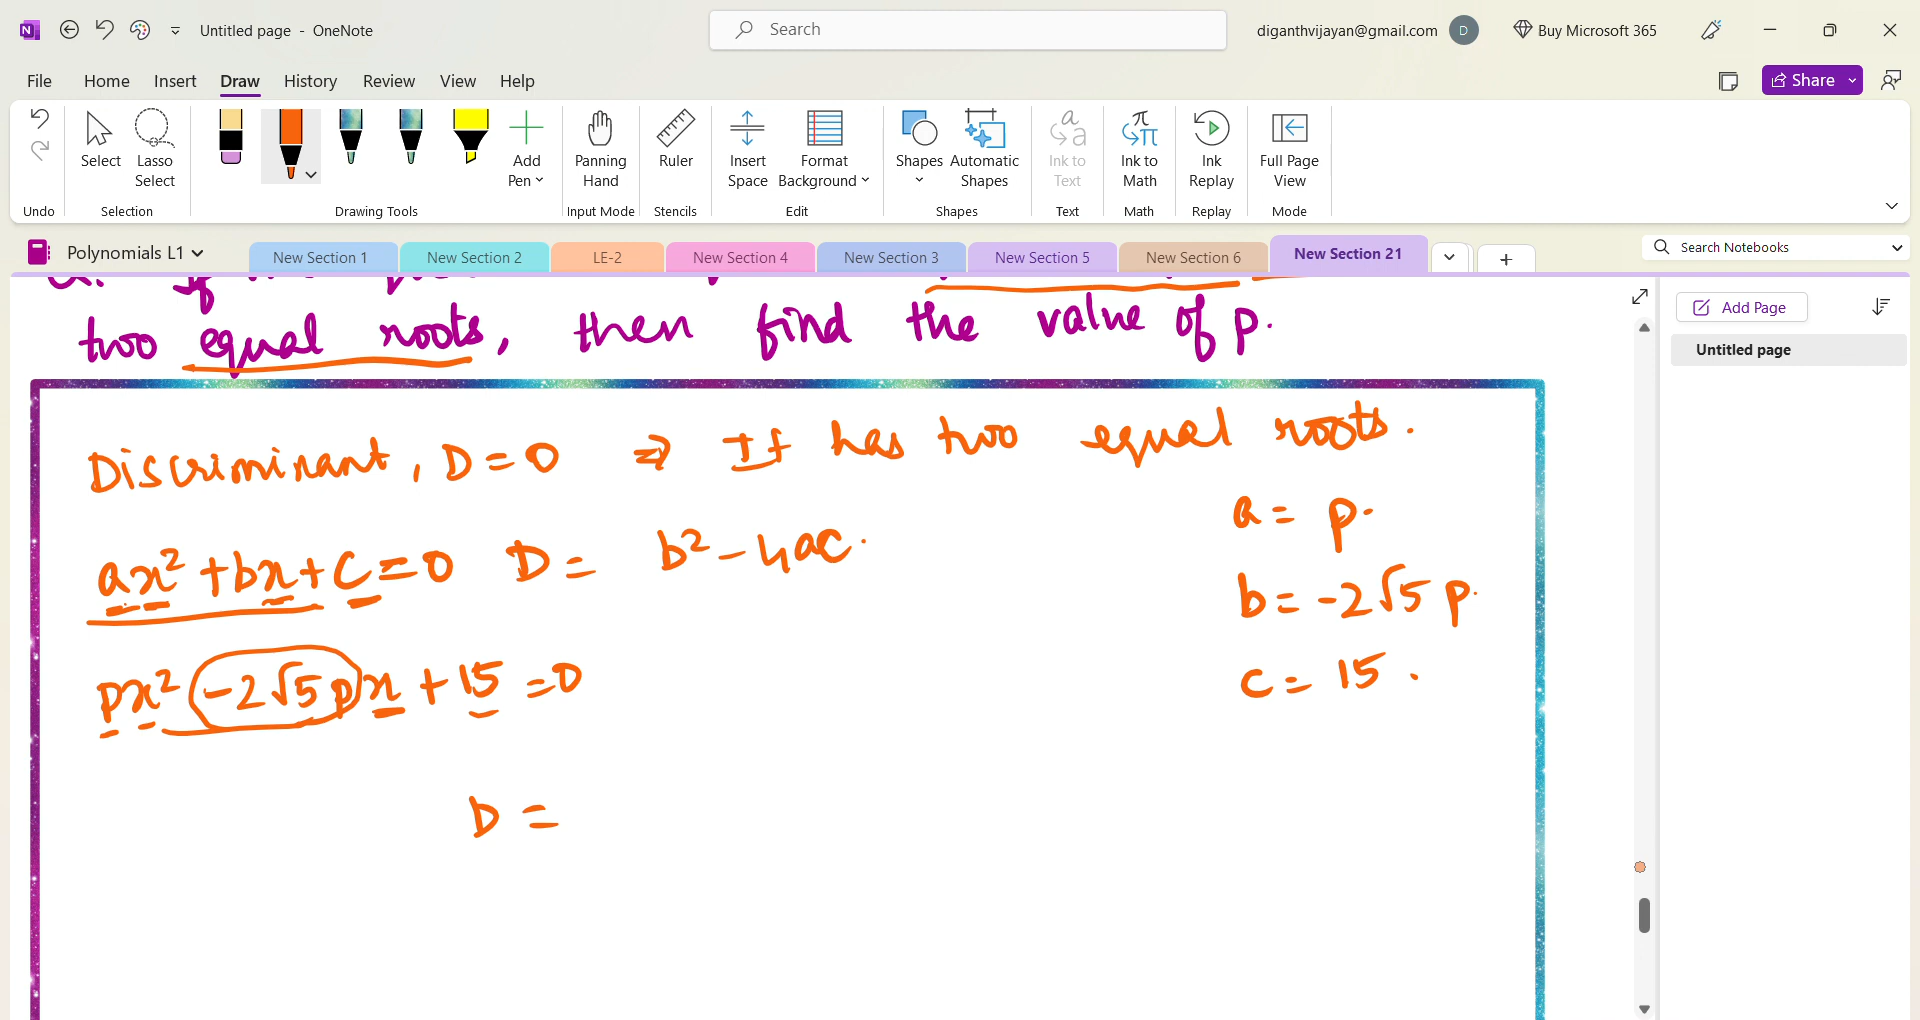 Untitled page - OneNote
Search
diganthvijayan@gmail.com
D
Buy Microsoft 365
File Home Insert Draw History Review View Help
Share
Select
Lasso Select
Add Pen
Panning Hand
Ruler
Insert Space
Format Background
Shapes
Automatic Shapes
Ink to Text
Ink to Math
Ink Replay
Full Page View
Undo Selection Drawing Tools Input Mode Stencils Edit Shapes Text Math Replay Mode
Polynomials L1
New Section 1 New Section 2 LE-2 New Section 4 New Section 3 New Section 5 New Section 6 New Section 21
Search Notebooks
Add Page
Untitled page
two equal roots, then find the value of p.
Discriminant, D = 0 ⇒ If has two equal roots.
a = p.
ax² + bx + c = 0 D = b² - 4ac.
b = -2√5 p.
px² -2√5 p x + 15 = 0
c = 15.
D =